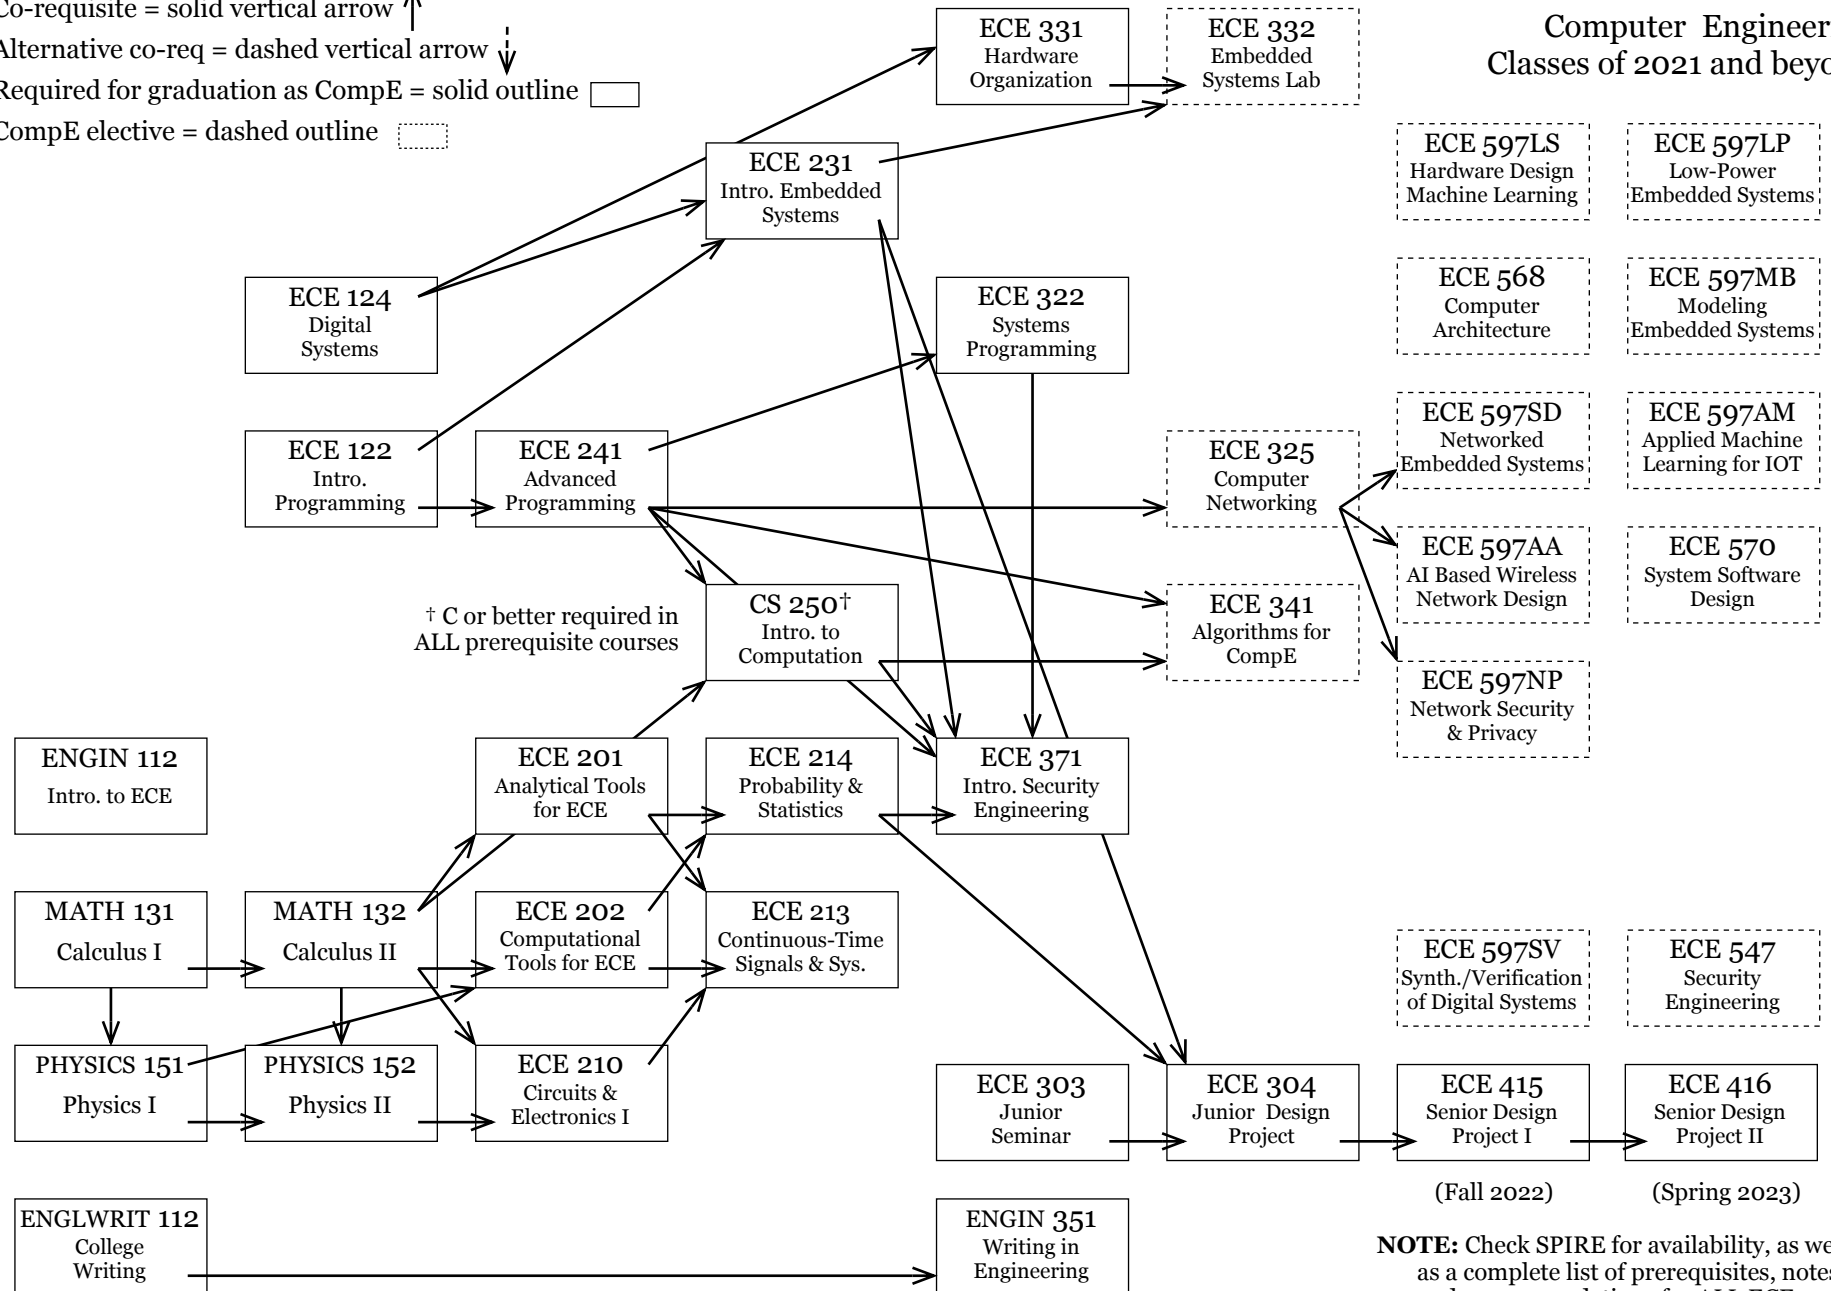 Co-requisite = solid vertical arrow
Alternative co-req = dashed vertical arrow
Required for graduation as CompE = solid outline
CompE elective = dashed outline
Computer Engineer
Classes of 2021 and beyo
ECE 331
Hardware
Organization
ECE 332
Embedded
Systems Lab
ECE 231
Intro. Embedded
Systems
ECE 597LS
Hardware Design
Machine Learning
ECE 597LP
Low-Power
Embedded Systems
ECE 124
Digital
Systems
ECE 322
Systems
Programming
ECE 568
Computer
Architecture
ECE 597MB
Modeling
Embedded Systems
ECE 122
Intro.
Programming
ECE 241
Advanced
Programming
ECE 325
Computer
Networking
ECE 597SD
Networked
Embedded Systems
ECE 597AM
Applied Machine
Learning for IOT
ECE 597AA
AI Based Wireless
Network Design
ECE 570
System Software
Design
† C or better required in
ALL prerequisite courses
CS 250†
Intro. to
Computation
ECE 341
Algorithms for
CompE
ECE 597NP
Network Security
& Privacy
ENGIN 112
Intro. to ECE
ECE 201
Analytical Tools
for ECE
ECE 214
Probability &
Statistics
ECE 371
Intro. Security
Engineering
MATH 131
Calculus I
MATH 132
Calculus II
ECE 202
Computational
Tools for ECE
ECE 213
Continuous-Time
Signals & Sys.
ECE 597SV
Synth./Verification
of Digital Systems
ECE 547
Security
Engineering
PHYSICS 151
Physics I
PHYSICS 152
Physics II
ECE 210
Circuits &
Electronics I
ECE 303
Junior
Seminar
ECE 304
Junior Design
Project
ECE 415
Senior Design
Project I
ECE 416
Senior Design
Project II
(Fall 2022)
(Spring 2023)
ENGLWRIT 112
College
Writing
ENGIN 351
Writing in
Engineering
NOTE: Check SPIRE for availability, as we
as a complete list of prerequisites, notes